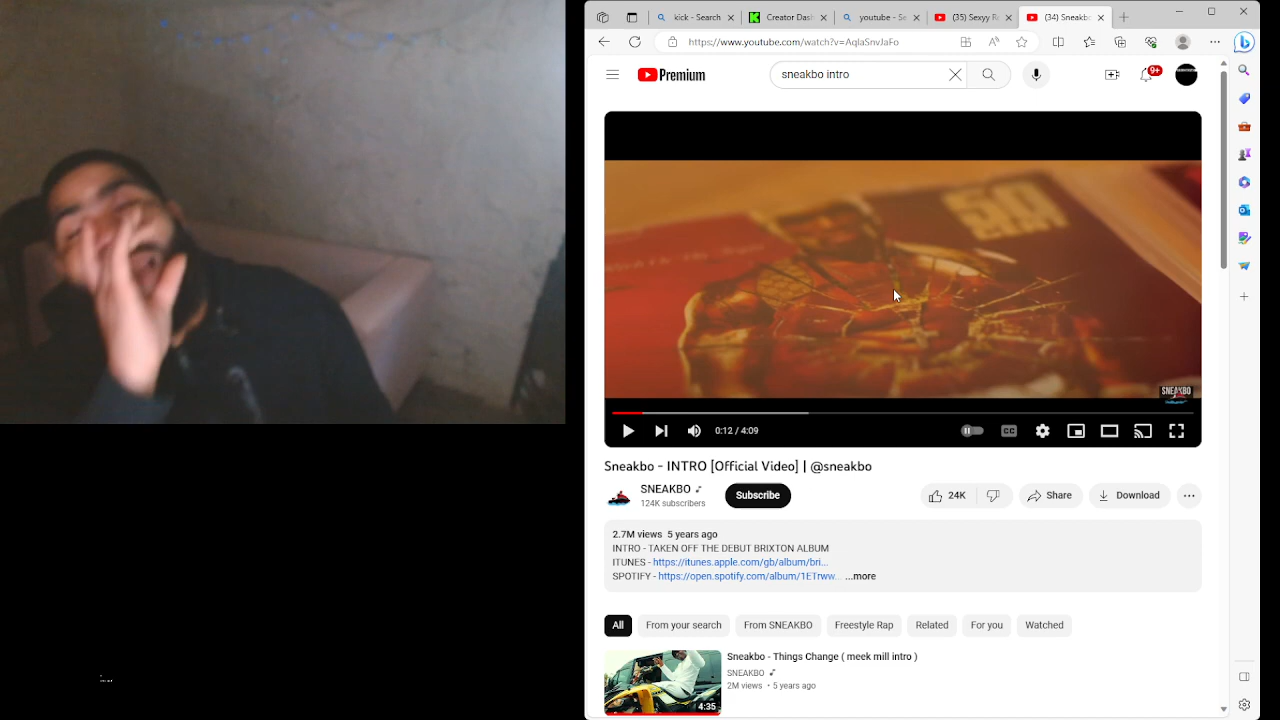 kick - Search
Creator Dash
youtube - Se
(35) Sexyy R
(34) Sneakb
https://www.youtube.com/watch?v=AqlaSnvJaFo
Premium
sneakbo intro
9+
SNEAKBO
0:12 / 4:09
CC
Sneakbo - INTRO [Official Video] | @sneakbo
SNEAKBO
124K subscribers
Subscribe
24K
Share
Download
2.7M views 5 years ago
INTRO - TAKEN OFF THE DEBUT BRIXTON ALBUM
ITUNES - https://itunes.apple.com/gb/album/bri...
SPOTIFY - https://open.spotify.com/album/1ETrww... ...more
All
From your search
From SNEAKBO
Freestyle Rap
Related
For you
Watched
Sneakbo - Things Change ( meek mill intro )
SNEAKBO
2M views • 5 years ago
4:35